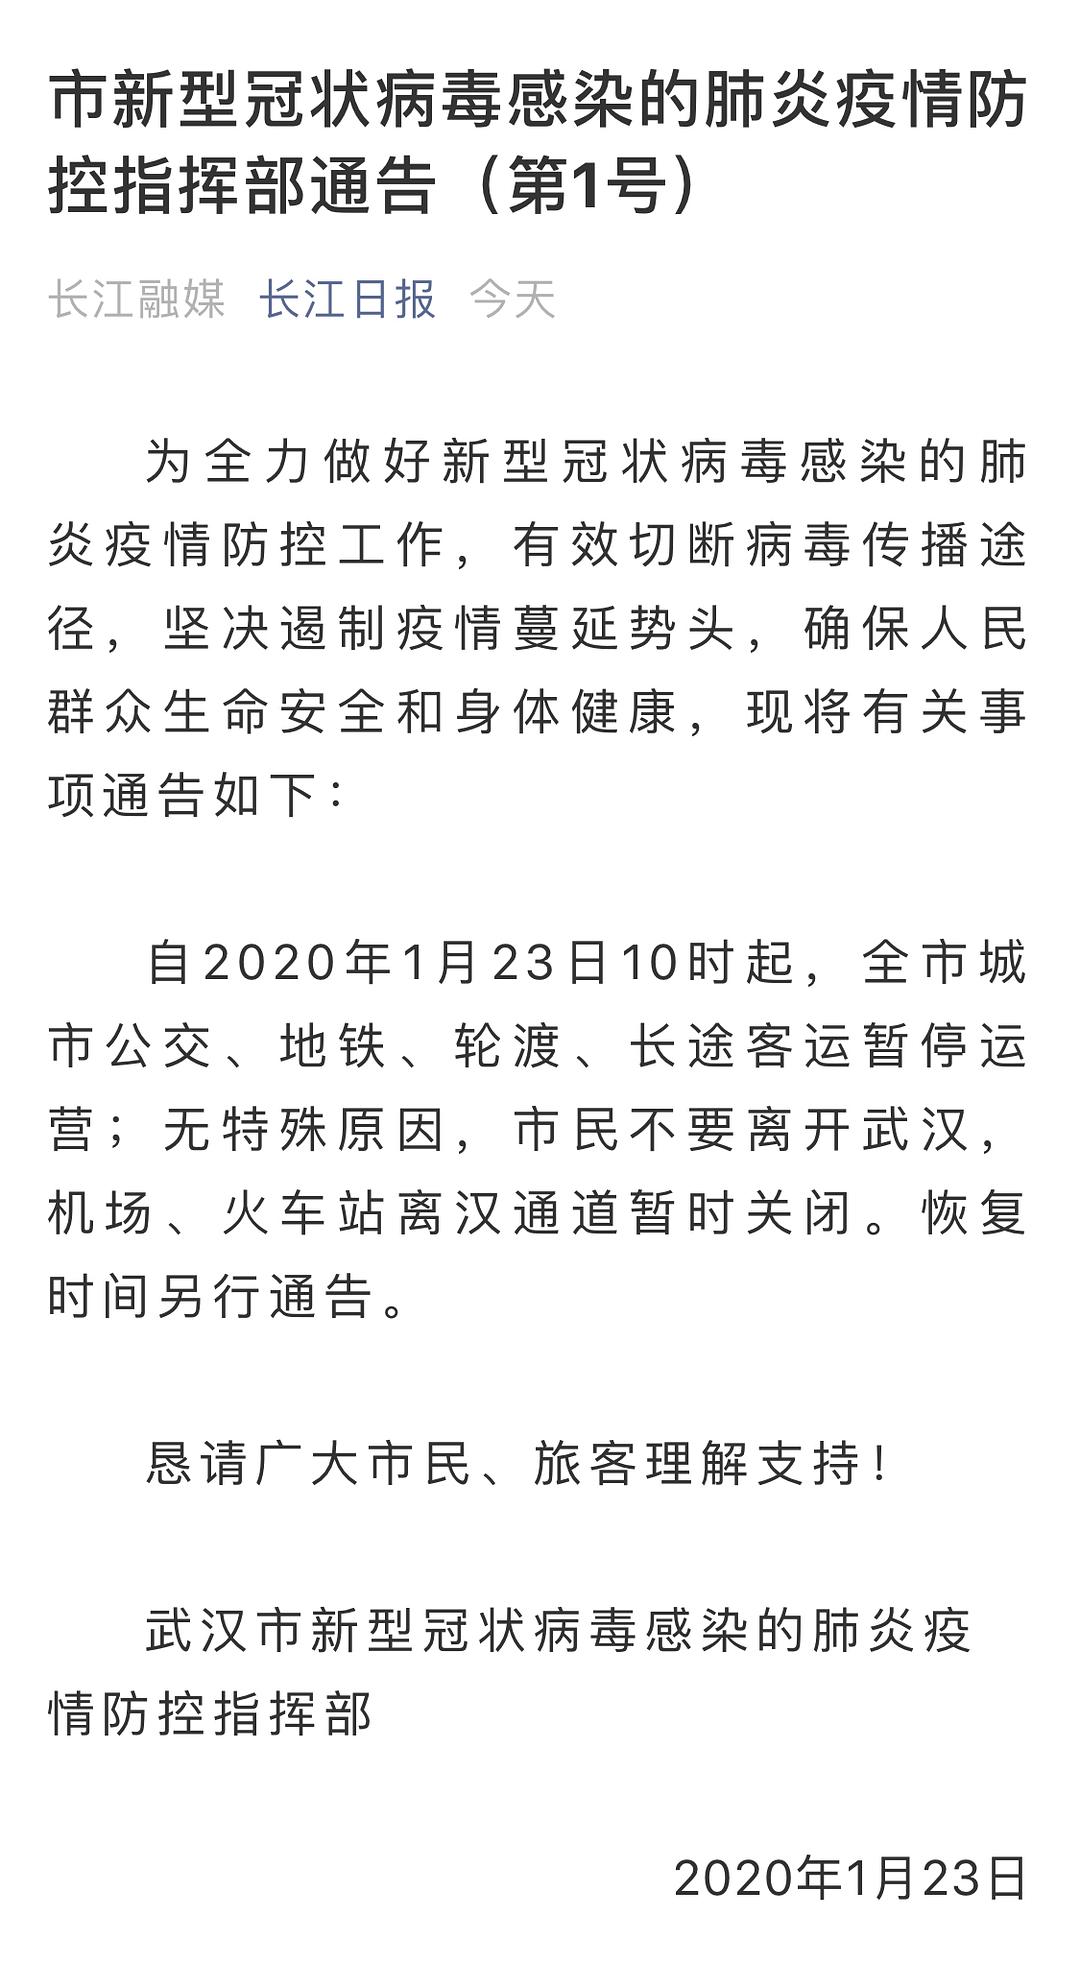 市新型冠状病毒感染的肺炎疫情防
控指挥部通告（第1号）
长江融媒 长江日报 今天
为全力做好新型冠状病毒感染的肺
炎疫情防控工作，有效切断病毒传播途
径，坚决遏制疫情蔓延势头，确保人民
群众生命安全和身体健康，现将有关事
项通告如下：
自2020年1月23日10时起，全市城
市公交、地铁、轮渡、长途客运暂停运
营；无特殊原因，市民不要离开武汉，
机场、火车站离汉通道暂时关闭。恢复
时间另行通告。
恳请广大市民、旅客理解支持！
武汉市新型冠状病毒感染的肺炎疫
情防控指挥部
2020年1月23日